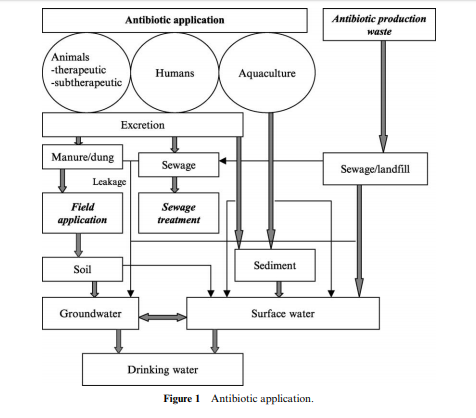 Antibiotic application
Antibiotic production
waste
Animals
-therapeutic
-subtherapeutic
Humans
Aquaculture
Excretion
Manure/dung
Sewage
Sewage/landfill
Leakage
Field
application
Sewage
treatment
Soil
Sediment
Groundwater
Surface water
Drinking water
Figure 1 Antibiotic application.